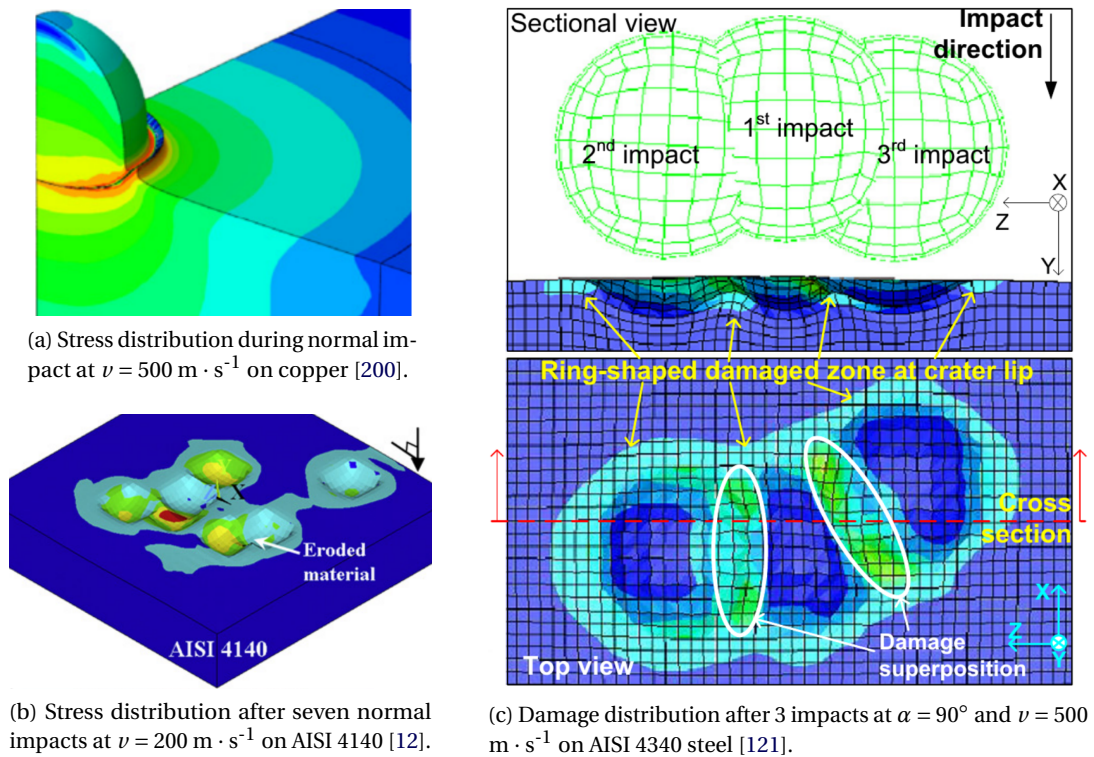 (a) Stress distribution during normal im-
pact at v = 500 m · s-1 on copper [200].
Eroded
material
AISI 4140
(b) Stress distribution after seven normal
impacts at v = 200 m · s-1 on AISI 4140 [12].
Sectional view
Impact
direction
1st impact
2nd impact
3rd impact
X
Z
Y
Ring-shaped damaged zone at crater lip
Cross
section
X
Z
Y
Damage
superposition
Top view
(c) Damage distribution after 3 impacts at α = 90° and v = 500
m · s-1 on AISI 4340 steel [121].